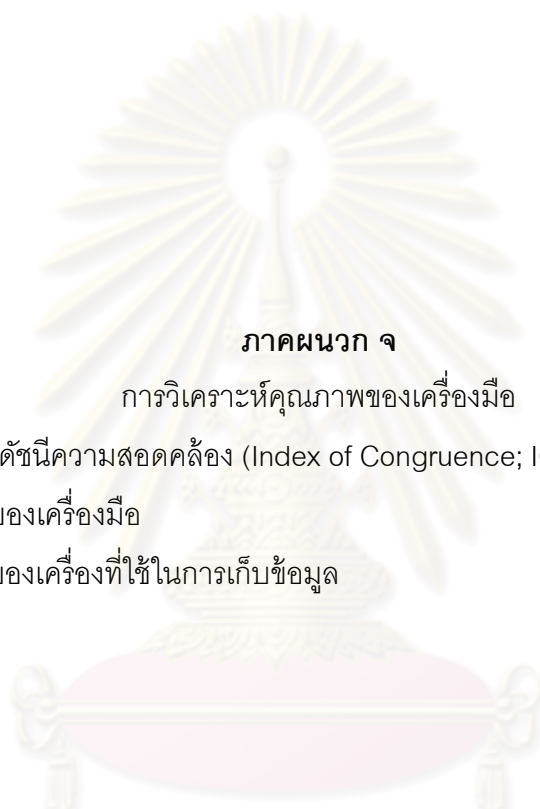 ภาคผนวก จ
การวิเคราะห์คุณภาพของเครื่องมือ
ดัชนีความสอดคล้อง (Index of Congruence;
ของเครื่องมือ
ของเครื่องที่ใช้ในการเก็บข้อมูล